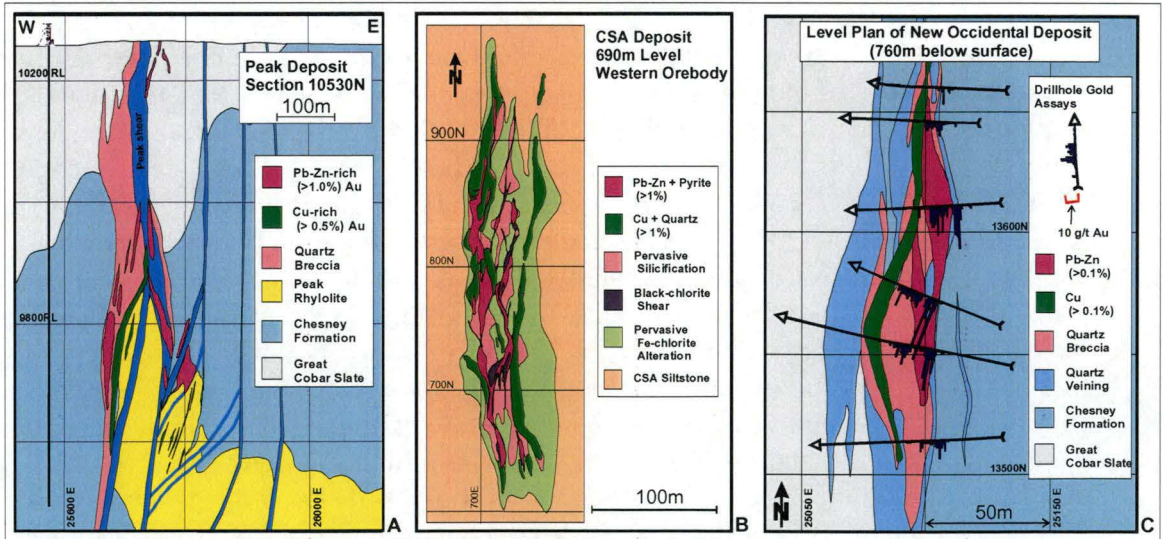 W
E
10200 RL
9800RL
Peak shear
25600 E
26000 E
A
Peak Deposit
Section 10530N
100m
Pb-Zn-rich
(>1.0%) Au
Cu-rich
(> 0.5%) Au
Quartz
Breccia
Peak
Rhylolite
Chesney
Formation
Great
Cobar Slate
N
900N
800N
700N
700E
CSA Deposit
690m Level
Western Orebody
Pb-Zn + Pyrite
(>1%)
Cu + Quartz
(> 1%)
Pervasive
Silicification
Black-chlorite
Shear
Pervasive
Fe-chlorite
Alteration
CSA Siltstone
100m
B
Level Plan of New Occidental Deposit
(760m below surface)
Drillhole Gold
Assays
10 g/t Au
Pb-Zn
(>0.1%)
Cu
(> 0.1%)
Quartz
Breccia
Quartz
Veining
Chesney
Formation
Great
Cobar Slate
13600N
13500N
N
25050 E
50m
25150 E
C